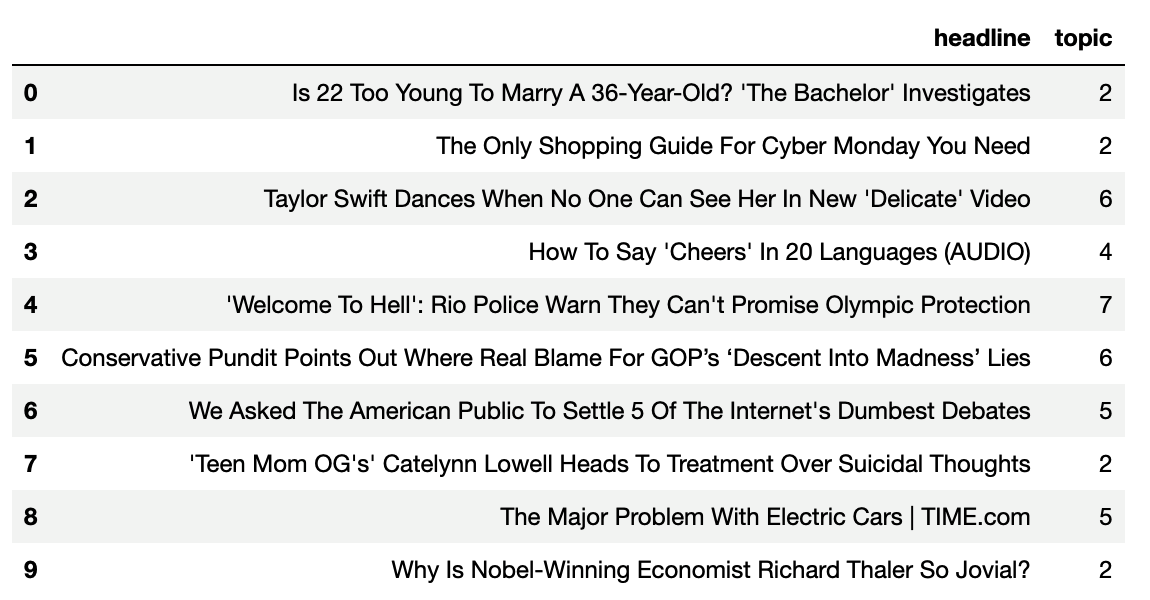 headline topic
0 Is 22 Too Young To Marry A 36-Year-Old? 'The Bachelor' Investigates 2
1 The Only Shopping Guide For Cyber Monday You Need 2
2 Taylor Swift Dances When No One Can See Her In New 'Delicate' Video 6
3 How To Say 'Cheers' In 20 Languages (AUDIO) 4
4 'Welcome To Hell': Rio Police Warn They Can't Promise Olympic Protection 7
5 Conservative Pundit Points Out Where Real Blame For GOP’s ‘Descent Into Madness’ Lies 6
6 We Asked The American Public To Settle 5 Of The Internet's Dumbest Debates 5
7 'Teen Mom OG's' Catelynn Lowell Heads To Treatment Over Suicidal Thoughts 2
8 The Major Problem With Electric Cars | TIME.com 5
9 Why Is Nobel-Winning Economist Richard Thaler So Jovial? 2